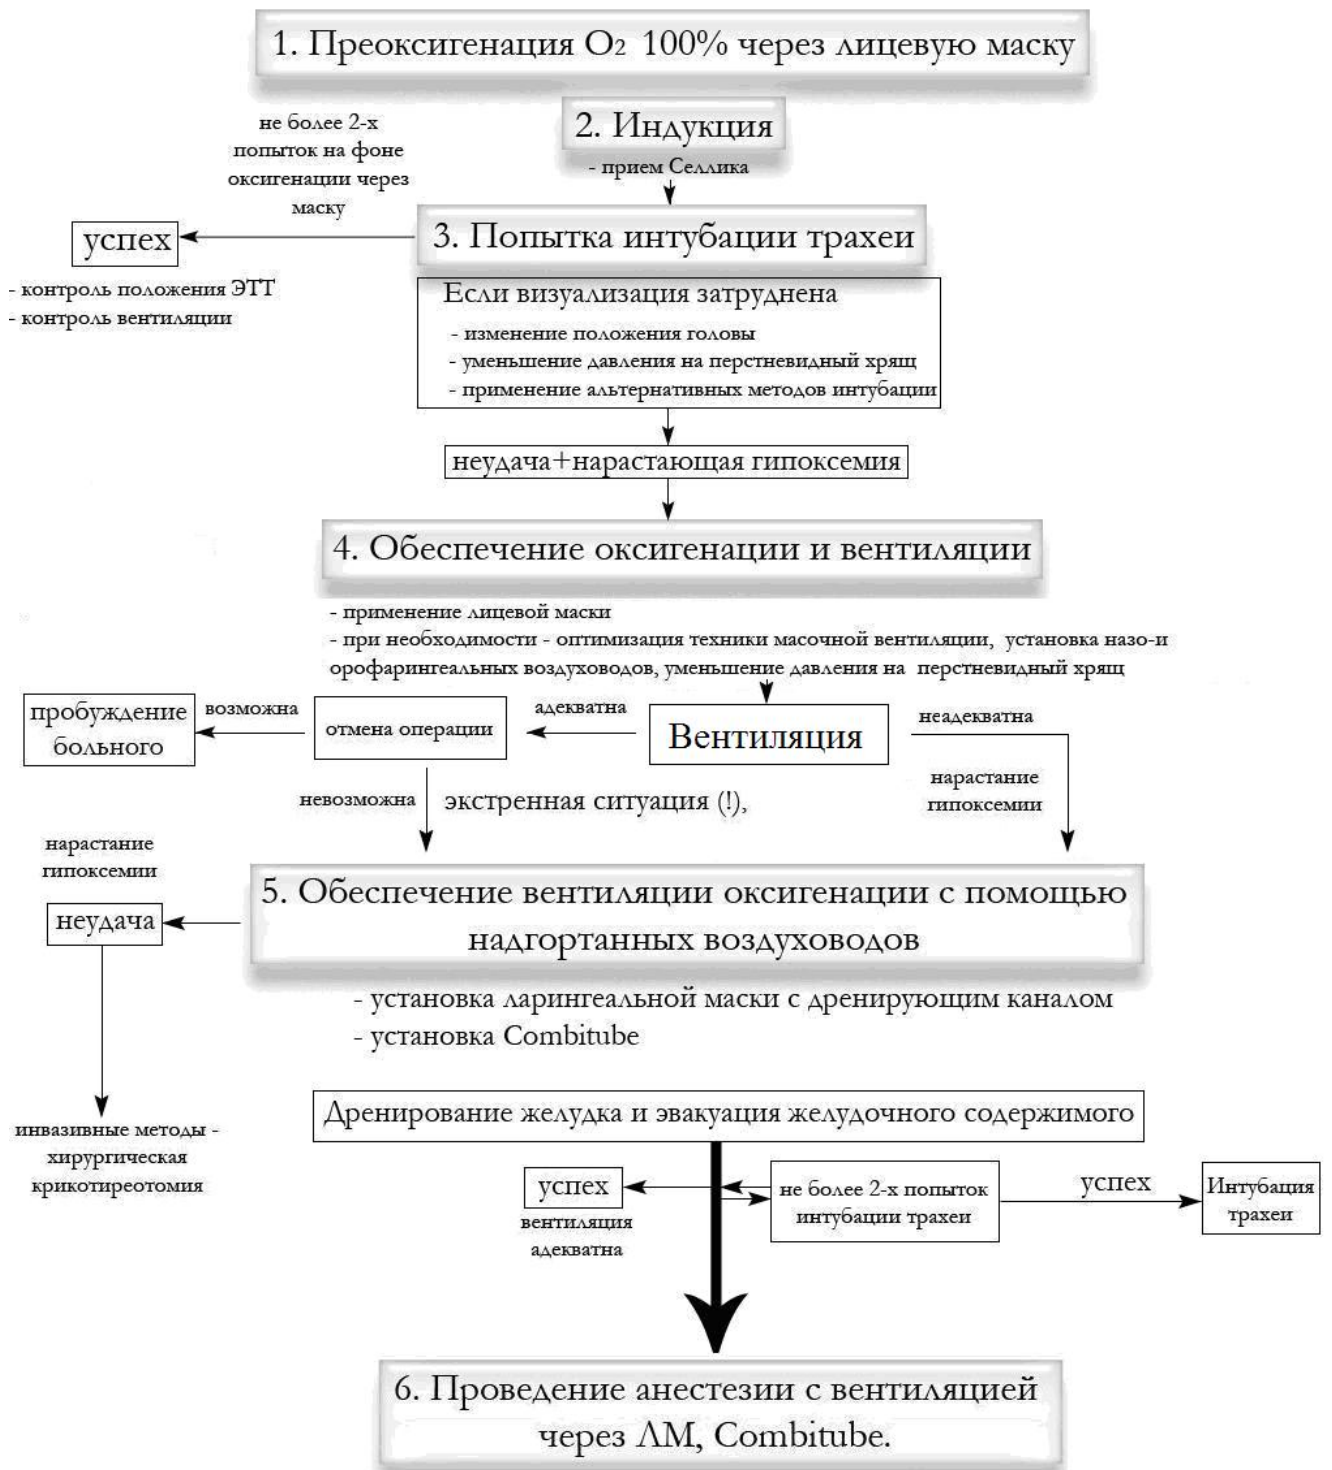 1. Преоксигенация O2 100% через лицевую маску
2. Индукция
- прием Селлика
не более 2-х
попыток на фоне
оксигенации через
маску
успех
3. Попытка интубации трахеи
- контроль положения ЭТТ
- контроль вентиляции
Если визуализация затруднена
- изменение положения головы
- уменьшение давления на перстневидный хрящ
- применение альтернативных методов интубации
неудача+нарастающая гипоксемия
4. Обеспечение оксигенации и вентиляции
- применение лицевой маски
- при необходимости - оптимизация техники масочной вентиляции, установка назо-и
орофарингеальных воздуховодов, уменьшение давления на перстневидный хрящ
пробуждение
больного
возможна
отмена операции
адекватна
Вентиляция
неадекватна
нарастание
гипоксемии
невозможна
экстренная ситуация (!),
нарастание
гипоксемии
неудача
5. Обеспечение вентиляции оксигенации с помощью
надгортанных воздуховодов
- установка ларингеальной маски с дренирующим каналом
- установка Combitube
инвазивные методы -
хирургическая
крикотиреотомия
Дренирование желудка и эвакуация желудочного содержимого
успех
вентиляция
адекватна
не более 2-х попыток
интубации трахеи
успех
Интубация
трахеи
6. Проведение анестезии с вентиляцией
через ЛМ, Combitube.